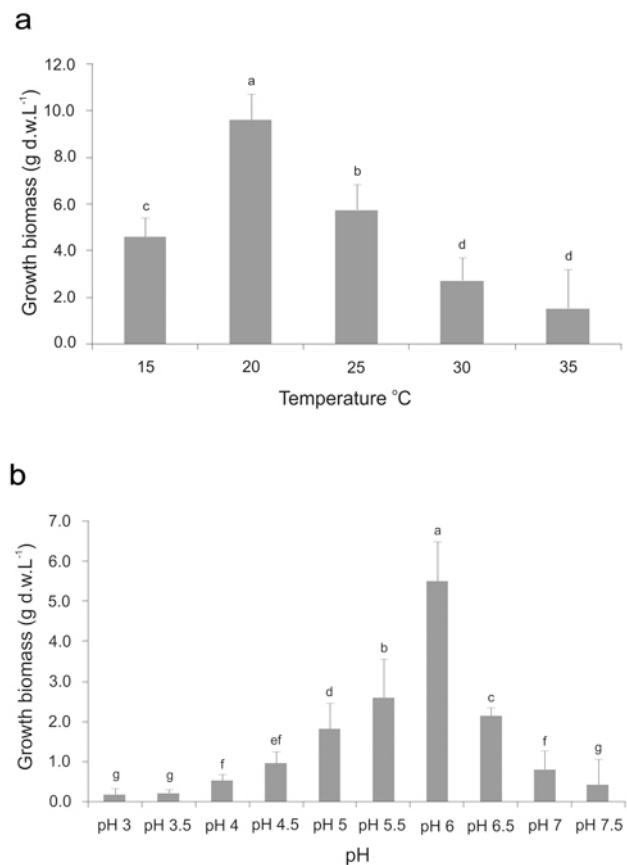 a
Growth biomass (g d.w.L⁻¹)
12.0
10.0
8.0
6.0
4.0
2.0
0.0
c
a
b
d
d
15 20 25 30 35
Temperature °C
b
Growth biomass (g d.w.L⁻¹)
7.0
6.0
5.0
4.0
3.0
2.0
1.0
0.0
g
g
f
ef
d
b
a
c
f
g
pH 3 pH 3.5 pH 4 pH 4.5 pH 5 pH 5.5 pH 6 pH 6.5 pH 7 pH 7.5
pH